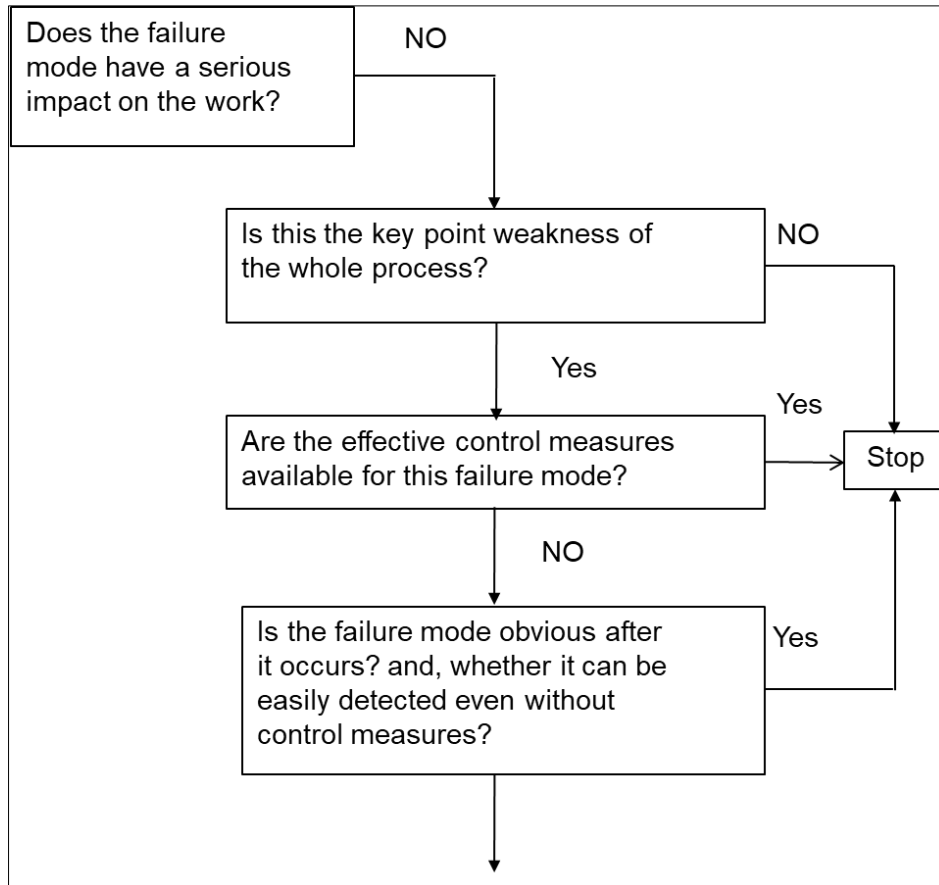 Does the failure
mode have a serious
impact on the work?
NO
Is this the key point weakness of
the whole process?
NO
Yes
Are the effective control measures
available for this failure mode?
Yes
Stop
NO
Is the failure mode obvious after
it occurs? and, whether it can be
easily detected even without
control measures?
Yes